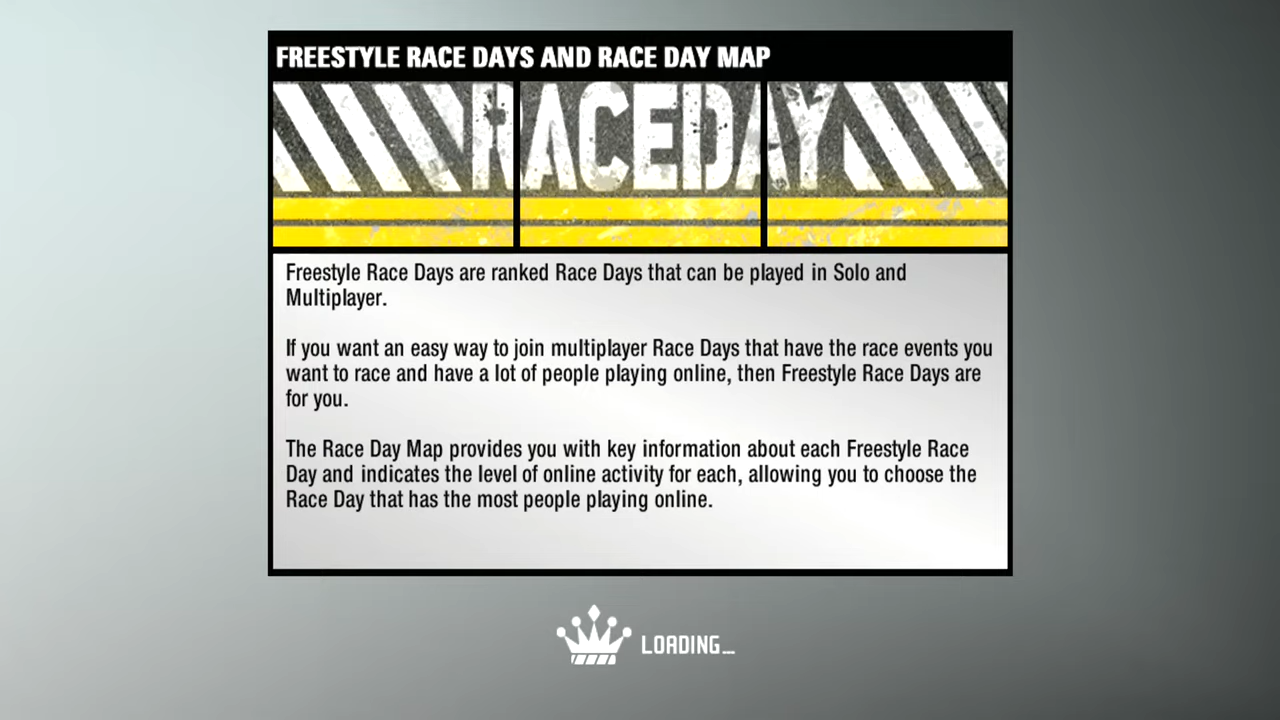 FREESTYLE RACE DAYS AND RACE DAY MAP
RACEDAY
Freestyle Race Days are ranked Race Days that can be played in Solo and
Multiplayer.
If you want an easy way to join multiplayer Race Days that have the race events you
want to race and have a lot of people playing online, then Freestyle Race Days are
for you.
The Race Day Map provides you with key information about each Freestyle Race
Day and indicates the level of online activity for each, allowing you to choose the
Race Day that has the most people playing online.
LOADING_